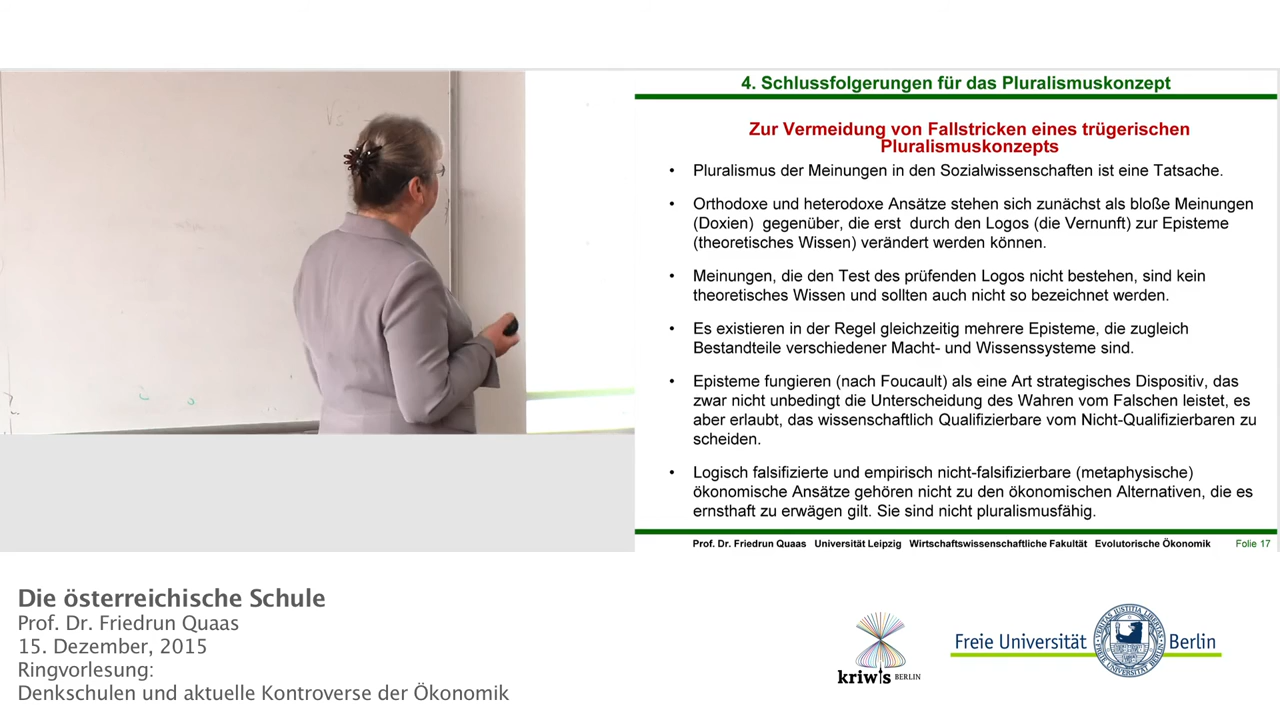 4. Schlussfolgerungen für das Pluralismuskonzept
Zur Vermeidung von Fallstricken eines trügerischen
Pluralismuskonzepts
• Pluralismus der Meinungen in den Sozialwissenschaften ist eine Tatsache.
• Orthodoxe und heterodoxe Ansätze stehen sich zunächst als bloße Meinungen
(Doxien) gegenüber, die erst durch den Logos (die Vernunft) zur Episteme
(theoretisches Wissen) verändert werden können.
• Meinungen, die den Test des prüfenden Logos nicht bestehen, sind kein
theoretisches Wissen und sollten auch nicht so bezeichnet werden.
• Es existieren in der Regel gleichzeitig mehrere Episteme, die zugleich
Bestandteile verschiedener Macht- und Wissenssysteme sind.
• Episteme fungieren (nach Foucault) als eine Art strategisches Dispositiv, das
zwar nicht unbedingt die Unterscheidung des Wahren vom Falschen leistet, es
aber erlaubt, das wissenschaftlich Qualifizierbare vom Nicht-Qualifizierbaren zu
scheiden.
• Logisch falsifizierte und empirisch nicht-falsifizierbare (metaphysische)
ökonomische Ansätze gehören nicht zu den ökonomischen Alternativen, die es
ernsthaft zu erwägen gilt. Sie sind nicht pluralismusfähig.
Prof. Dr. Friedrun Quaas Universität Leipzig Wirtschaftswissenschaftliche Fakultät Evolutorische Ökonomik Folie 17
Die österreichische Schule
Prof. Dr. Friedrun Quaas
15. Dezember, 2015
Ringvorlesung:
Denkschulen und aktuelle Kontroverse der Ökonomik
kriwis BERLIN
Freie Universität Berlin